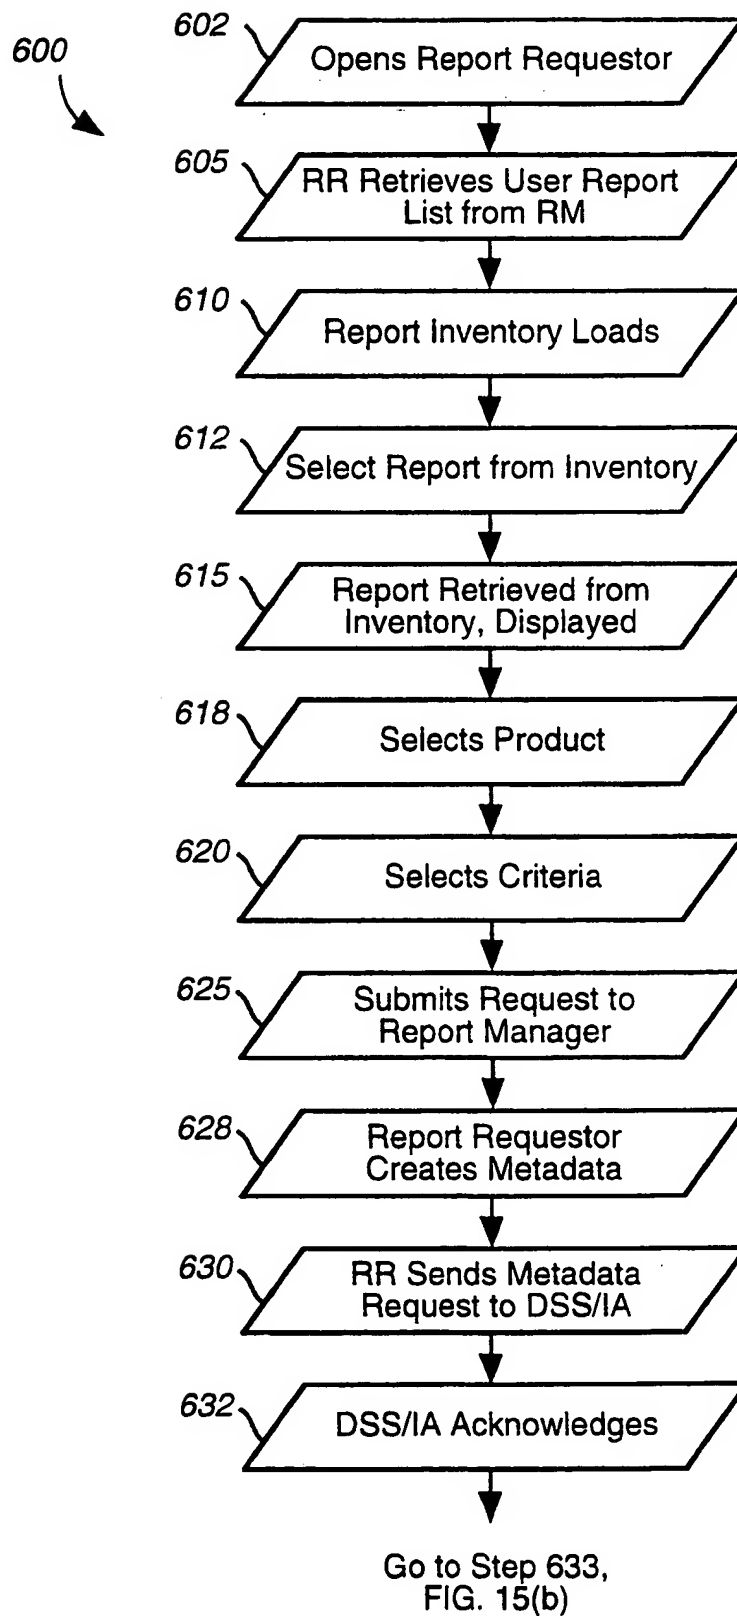 600
602
Opens Report Requestor
605
RR Retrieves User Report
List from RM
610
Report Inventory Loads
612
Select Report from Inventory
615
Report Retrieved from
Inventory, Displayed
618
Selects Product
620
Selects Criteria
625
Submits Request to
Report Manager
628
Report Requestor
Creates Metadata
630
RR Sends Metadata
Request to DSS/IA
632
DSS/IA Acknowledges
Go to Step 633,
FIG. 15(b)